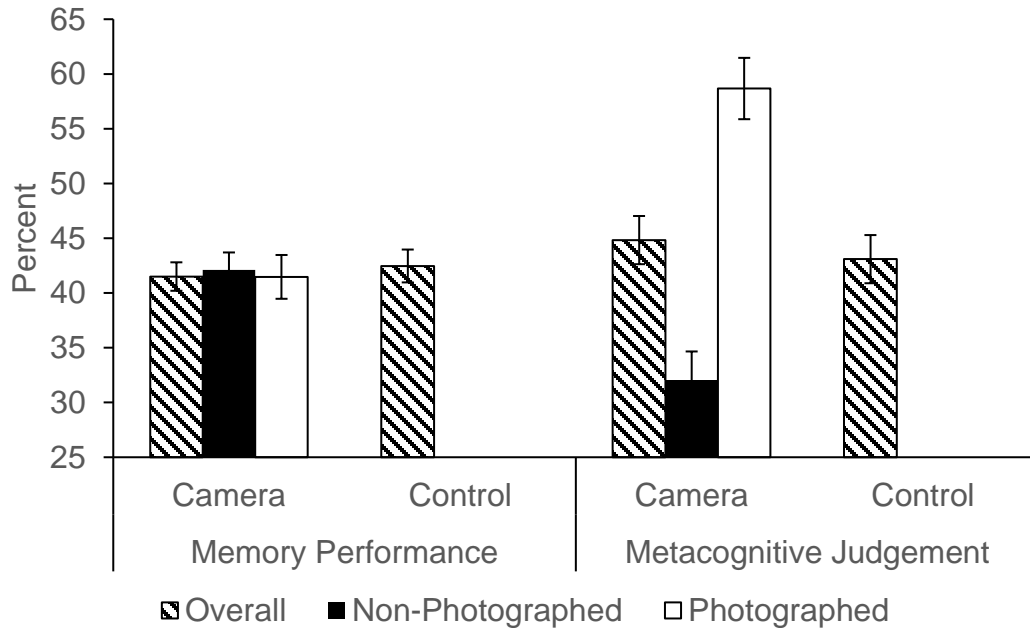 65
60
55
50
45
40
35
30
25
Percent
Camera Control Camera Control
Memory Performance Metacognitive Judgement
Overall Non-Photographed Photographed